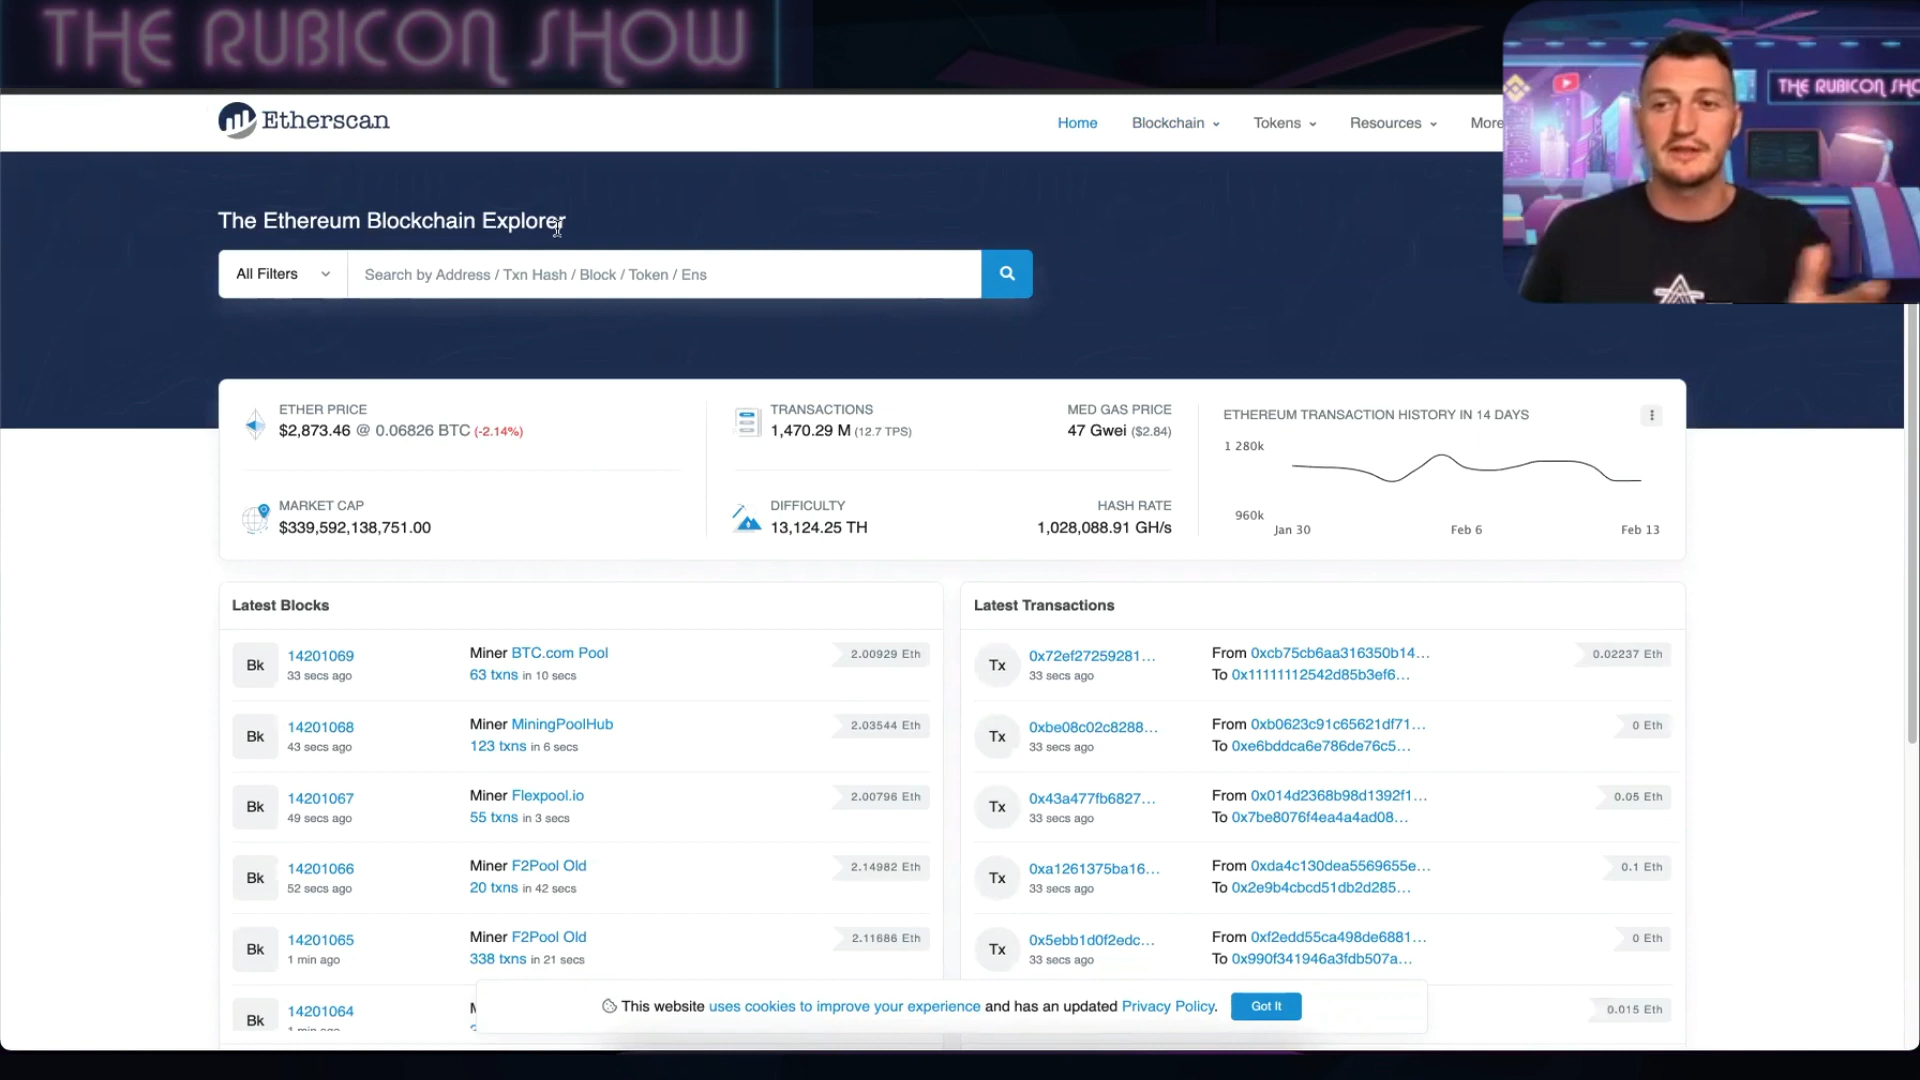 THE RUBICON SHOW
THE RUBICON SHO
Etherscan
Home
Blockchain
Tokens
Resources
More
The Ethereum Blockchain Explorer
All Filters
Search by Address / Txn Hash / Block / Token / Ens
ETHER PRICE
$2,873.46 @ 0.06826 BTC (-2.14%)
MARKET CAP
$339,592,138,751.00
TRANSACTIONS
1,470.29 M (12.7 TPS)
MED GAS PRICE
47 Gwei ($2.84)
DIFFICULTY
13,124.25 TH
HASH RATE
1,028,088.91 GH/s
ETHEREUM TRANSACTION HISTORY IN 14 DAYS
1 280k
960k
Jan 30
Feb 6
Feb 13
Latest Blocks
Bk
14201069
33 secs ago
Miner BTC.com Pool
63 txns in 10 secs
2.00929 Eth
Bk
14201068
43 secs ago
Miner MiningPoolHub
123 txns in 6 secs
2.03544 Eth
Bk
14201067
49 secs ago
Miner Flexpool.io
55 txns in 3 secs
2.00796 Eth
Bk
14201066
52 secs ago
Miner F2Pool Old
20 txns in 42 secs
2.14982 Eth
Bk
14201065
1 min ago
Miner F2Pool Old
338 txns in 21 secs
2.11686 Eth
Bk
14201064
1 min ago
Latest Transactions
Tx
0x72ef27259281...
33 secs ago
From 0xcb75cb6aa316350b14...
To 0x11111112542d85b3ef6...
0.02237 Eth
Tx
0xbe08c02c8288...
33 secs ago
From 0xb0623c91c65621df71...
To 0xe6bddca6e786de76c5...
0 Eth
Tx
0x43a477fb6827...
33 secs ago
From 0x014d2368b98d1392f1...
To 0x7be8076f4ea4a4ad08...
0.05 Eth
Tx
0xa1261375ba16...
33 secs ago
From 0xda4c130dea5569655e...
To 0x2e9b4cbcd51db2d285...
0.1 Eth
Tx
0x5ebb1d0f2edc...
33 secs ago
From 0xf2edd55ca498de6881...
To 0x990f341946a3fdb507a...
0 Eth
0.015 Eth
This website uses cookies to improve your experience and has an updated Privacy Policy.
Got It